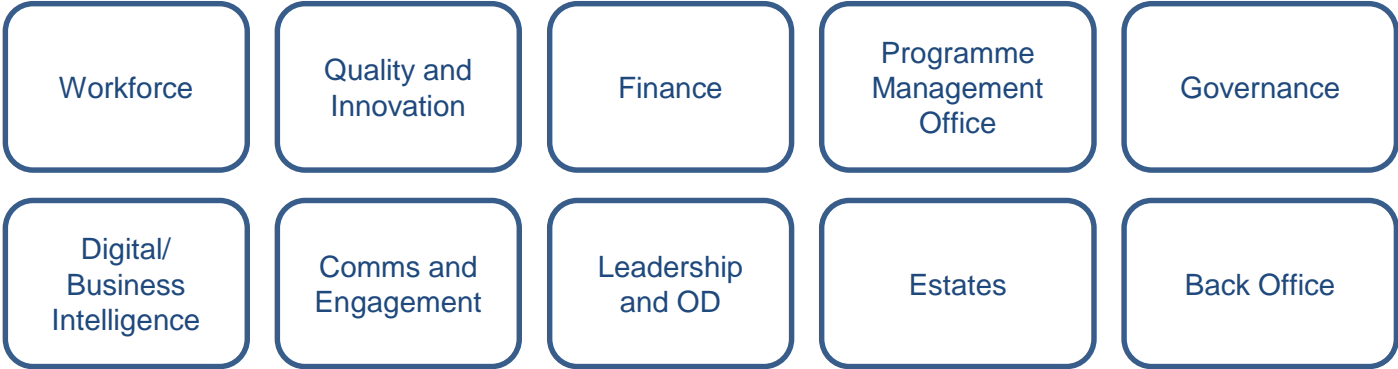 Workforce
Quality and
Innovation
Finance
Programme
Management
Office
Governance
Digital/
Business
Intelligence
Comms and
Engagement
Leadership
and OD
Estates
Back Office